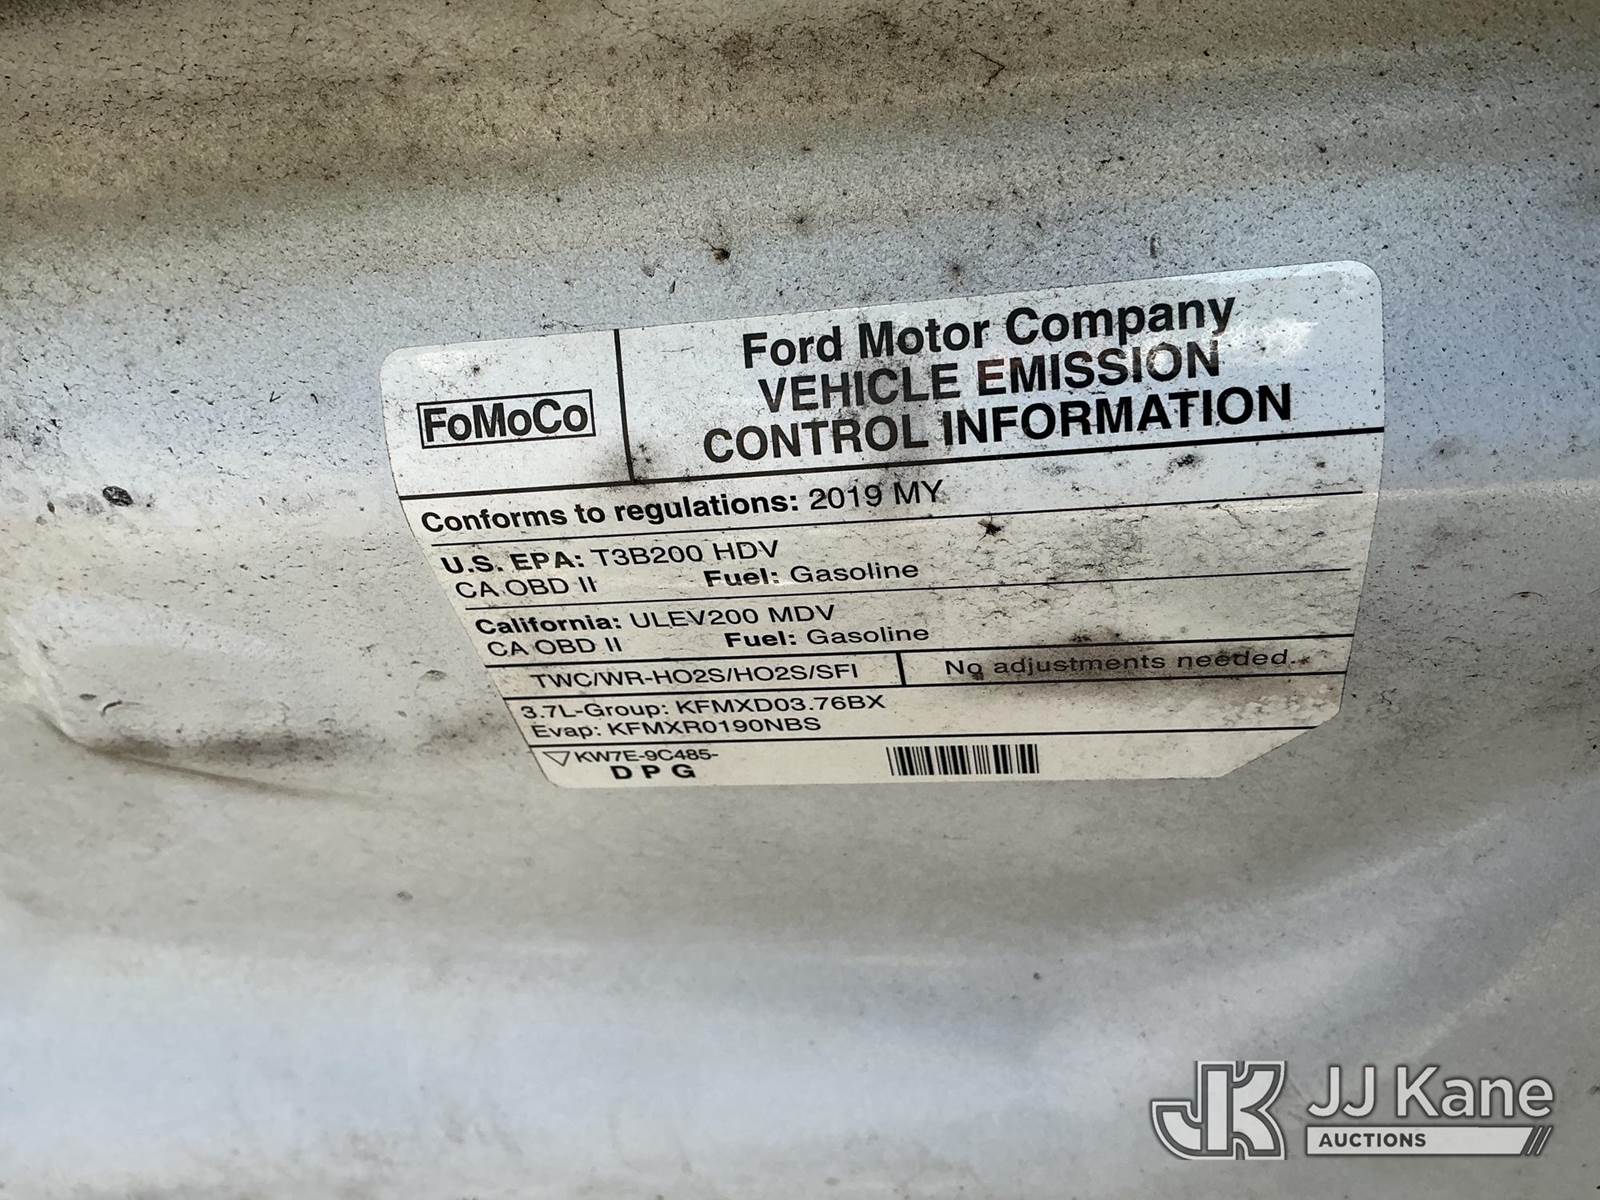 FoMoCo
Ford Motor Company
VEHICLE EMISSION
CONTROL INFORMATION
Conforms to regulations: 2019 MY
U.S. EPA: T3B200 HDV
CA OBD II Fuel: Gasoline
California: ULEV200 MDV
CA OBD II Fuel: Gasoline
TWC/WR-HO2S/HO2S/SFI No adjustments needed.
3.7L-Group: KFMXD03.76BX
Evap: KFMXR0190NBS
KW7E-9C485-
D P G
JK JJ Kane
AUCTIONS